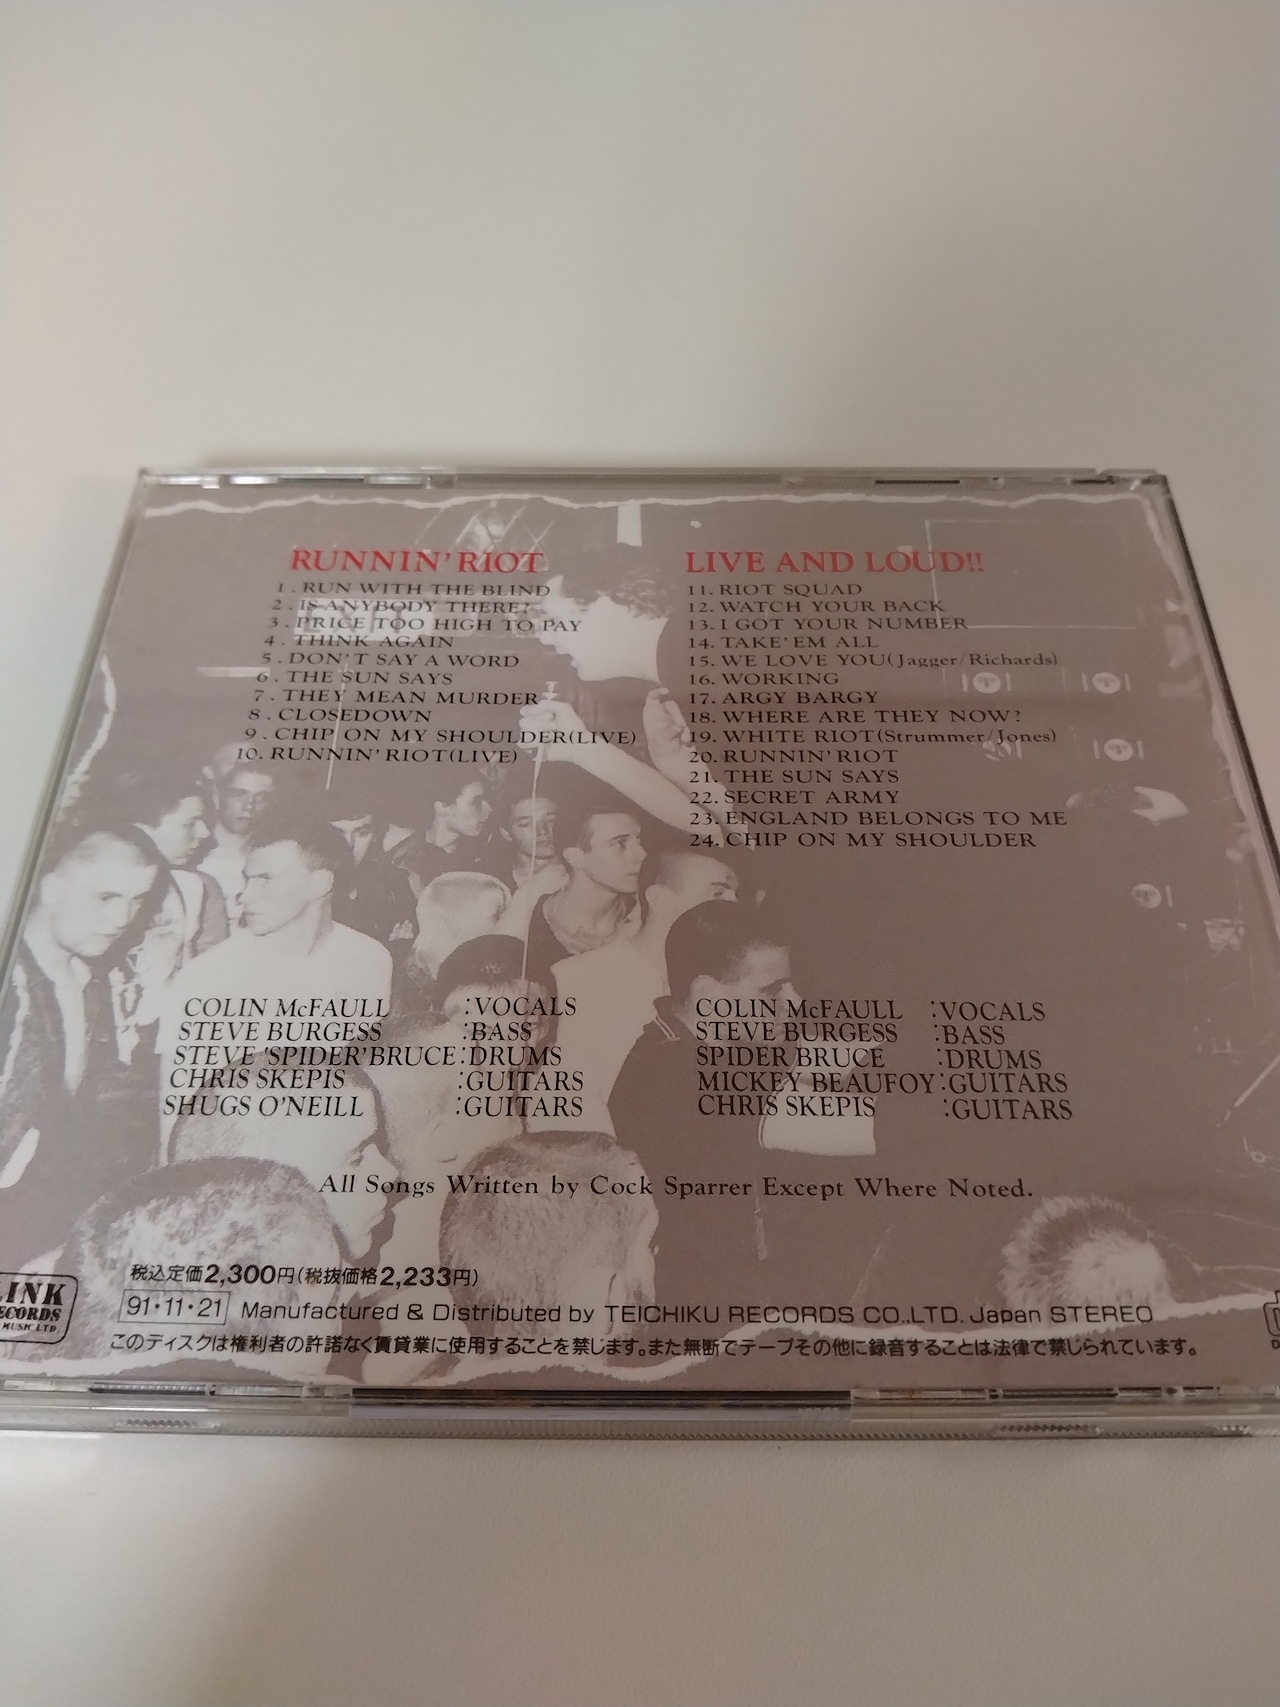 RUNNIN' RIOT
1. RUN WITH THE BLIND
2. IS ANYBODY THERE?
3. PRICE TOO HIGH TO PAY
4. THINK AGAIN
5. DON'T SAY A WORD
6. THE SUN SAYS
7. THEY MEAN MURDER
8. CLOSEDOWN
9. CHIP ON MY SHOULDER(LIVE)
10. RUNNIN' RIOT(LIVE)
LIVE AND LOUD!!
11. RIOT SQUAD
12. WATCH YOUR BACK
13. I GOT YOUR NUMBER
14. TAKE' EM ALL
15. WE LOVE YOU(Jagger/Richards)
16. WORKING
17. ARGY BARGY
18. WHERE ARE THEY NOW?
19. WHITE RIOT(Strummer/Jones)
20. RUNNIN' RIOT
21. THE SUN SAYS
22. SECRET ARMY
23. ENGLAND BELONGS TO ME
24. CHIP ON MY SHOULDER
COLIN McFAULL :VOCALS
STEVE BURGESS :BASS
STEVE 'SPIDER' BRUCE:DRUMS
CHRIS SKEPIS :GUITARS
SHUGS O'NEILL :GUITARS
COLIN McFAULL :VOCALS
STEVE BURGESS :BASS
SPIDER BRUCE :DRUMS
MICKEY BEAUFOY:GUITARS
CHRIS SKEPIS :GUITARS
All Songs Written by Cock Sparrer Except Where Noted.
税込定価2,300円(税抜価格2,233円)
91・11・21 Manufactured & Distributed by TEICHIKU RECORDS CO.,LTD. Japan STEREO
このディスクは権利者の許諾なく賃貸業に使用することを禁じます。また無断でテープその他に録音することは法律で禁じられています。
LINK
RECORDS
MUSIC LTD